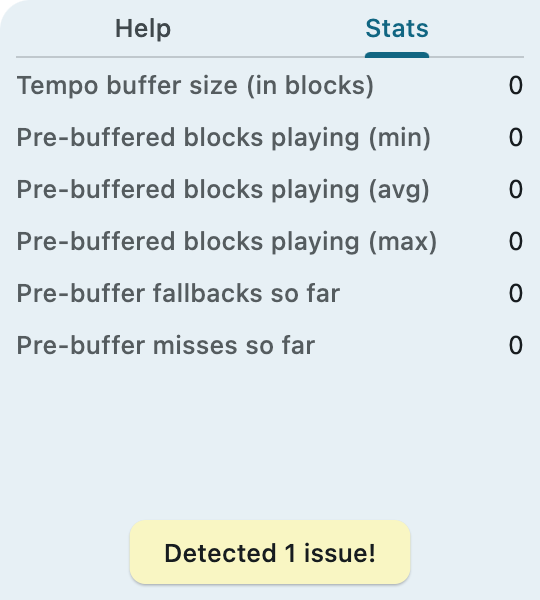 Help Stats
Tempo buffer size (in blocks) 0
Pre-buffered blocks playing (min) 0
Pre-buffered blocks playing (avg) 0
Pre-buffered blocks playing (max) 0
Pre-buffer fallbacks so far 0
Pre-buffer misses so far 0
Detected 1 issue!